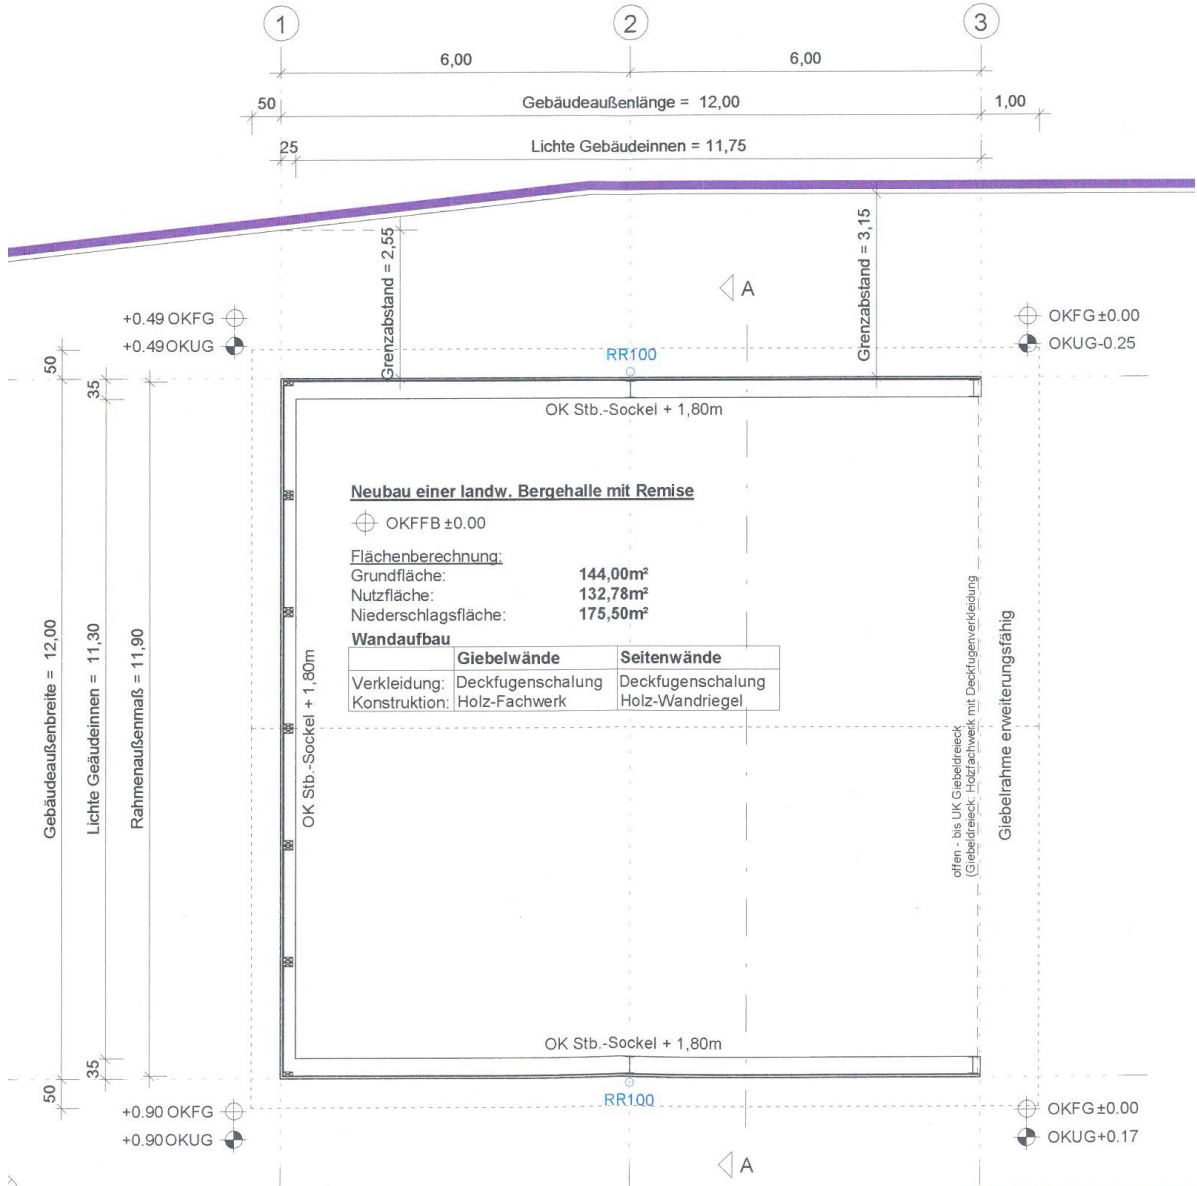 1
2
3
6,00
6,00
50
Gebäudeaußenlänge = 12,00
1,00
25
Lichte Gebäudeinnen = 11,75
Grenzabstand = 2,55
Grenzabstand = 3,15
A
+0.49 OKFG
+0.49OKUG
OKFG±0.00
OKUG-0.25
50
35
RR100
OK Stb.-Sockel + 1,80m
Neubau einer landw. Bergehalle mit Remise
OKFFB ±0.00
Flächenberechnung:
Grundfläche: 144,00m²
Nutzfläche: 132,78m²
Niederschlagsfläche: 175,50m²
Wandaufbau
Giebelwände Seitenwände
Verkleidung: Deckfugenschalung Deckfugenschalung
Konstruktion: Holz-Fachwerk Holz-Wandriegel
Gebäudeaußenbreite = 12,00
Lichte Geäudeinnen = 11,30
Rahmenaußenmaß = 11,90
OK Stb.-Sockel + 1,80m
offen - bis UK Giebeldreieck
(Giebeldreieck: Holzfachwerk mit Deckfugenverkleidung
Giebelrahme erweiterungsfähig
OK Stb.-Sockel + 1,80m
35
50
RR100
+0.90 OKFG
+0.90OKUG
OKFG±0.00
OKUG+0.17
A